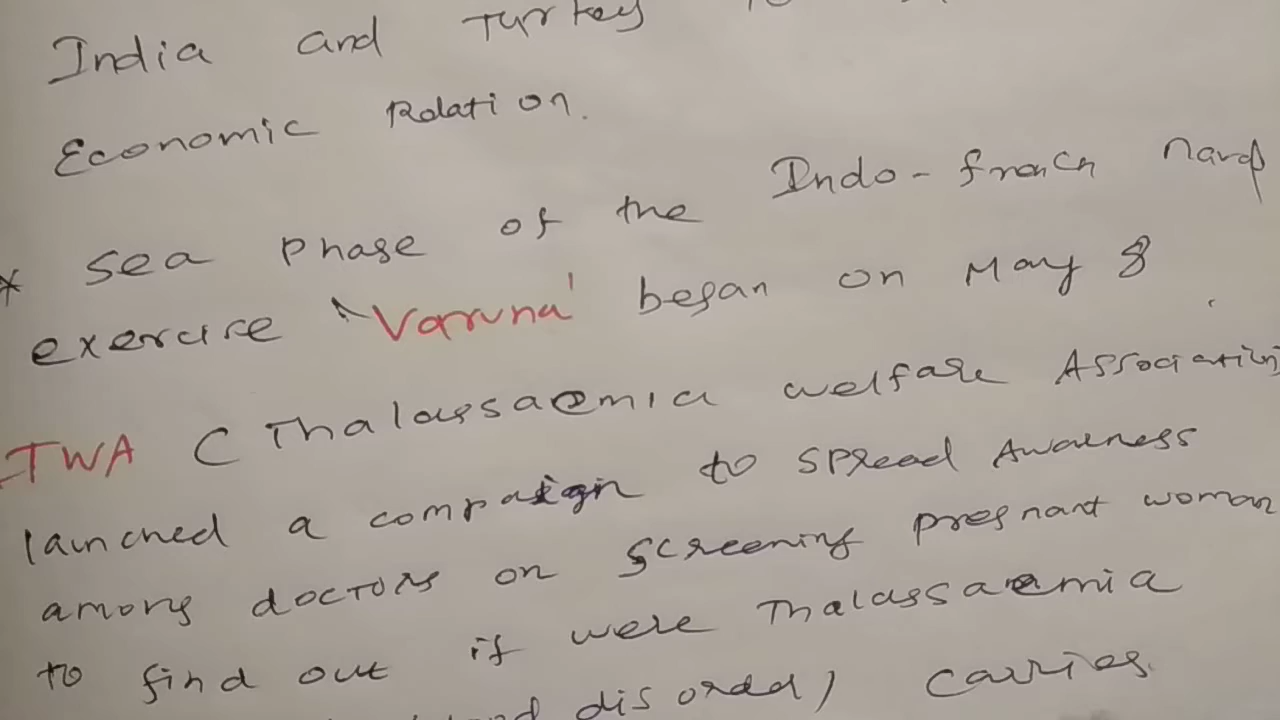 India and Turkey to
Economic Relation.
* Sea Phase of the Indo-french
exercise 'Varuna' began on May 8
TWA C Thalassaemia welfare Association
launched a compaign to spread Awareness
among doctors on screening pregnant woman
to find out if were Thalassaemia
disorder) carries